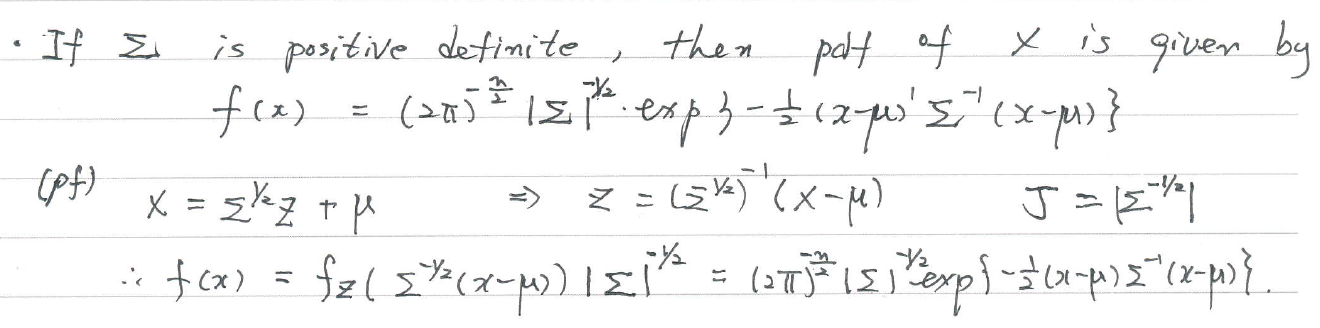 · If Σ is positive definite, then pdf of X is given by
f(x) = (2π)^{-n/2} |Σ|^{-1/2} · exp{-1/2 (x-μ)' Σ^{-1} (x-μ)}
(pf) X = Σ^{1/2} Z + μ ⇒ Z = (Σ^{1/2})^{-1} (X-μ) J = |Σ^{-1/2}|
∴ f(x) = f_Z( Σ^{-1/2} (x-μ)) |Σ|^{-1/2} = (2π)^{-n/2} |Σ|^{-1/2} exp{-1/2 (x-μ) Σ^{-1} (x-μ)}.